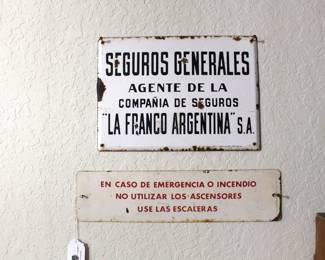 SEGUROS GENERALES
AGENTE DE LA
COMPAÑIA DE SEGUROS
"LA FRANCO ARGENTINA" S.A.
EN CASO DE EMERGENCIA O INCENDIO
NO UTILIZAR LOS ASCENSORES
USE LAS ESCALERAS